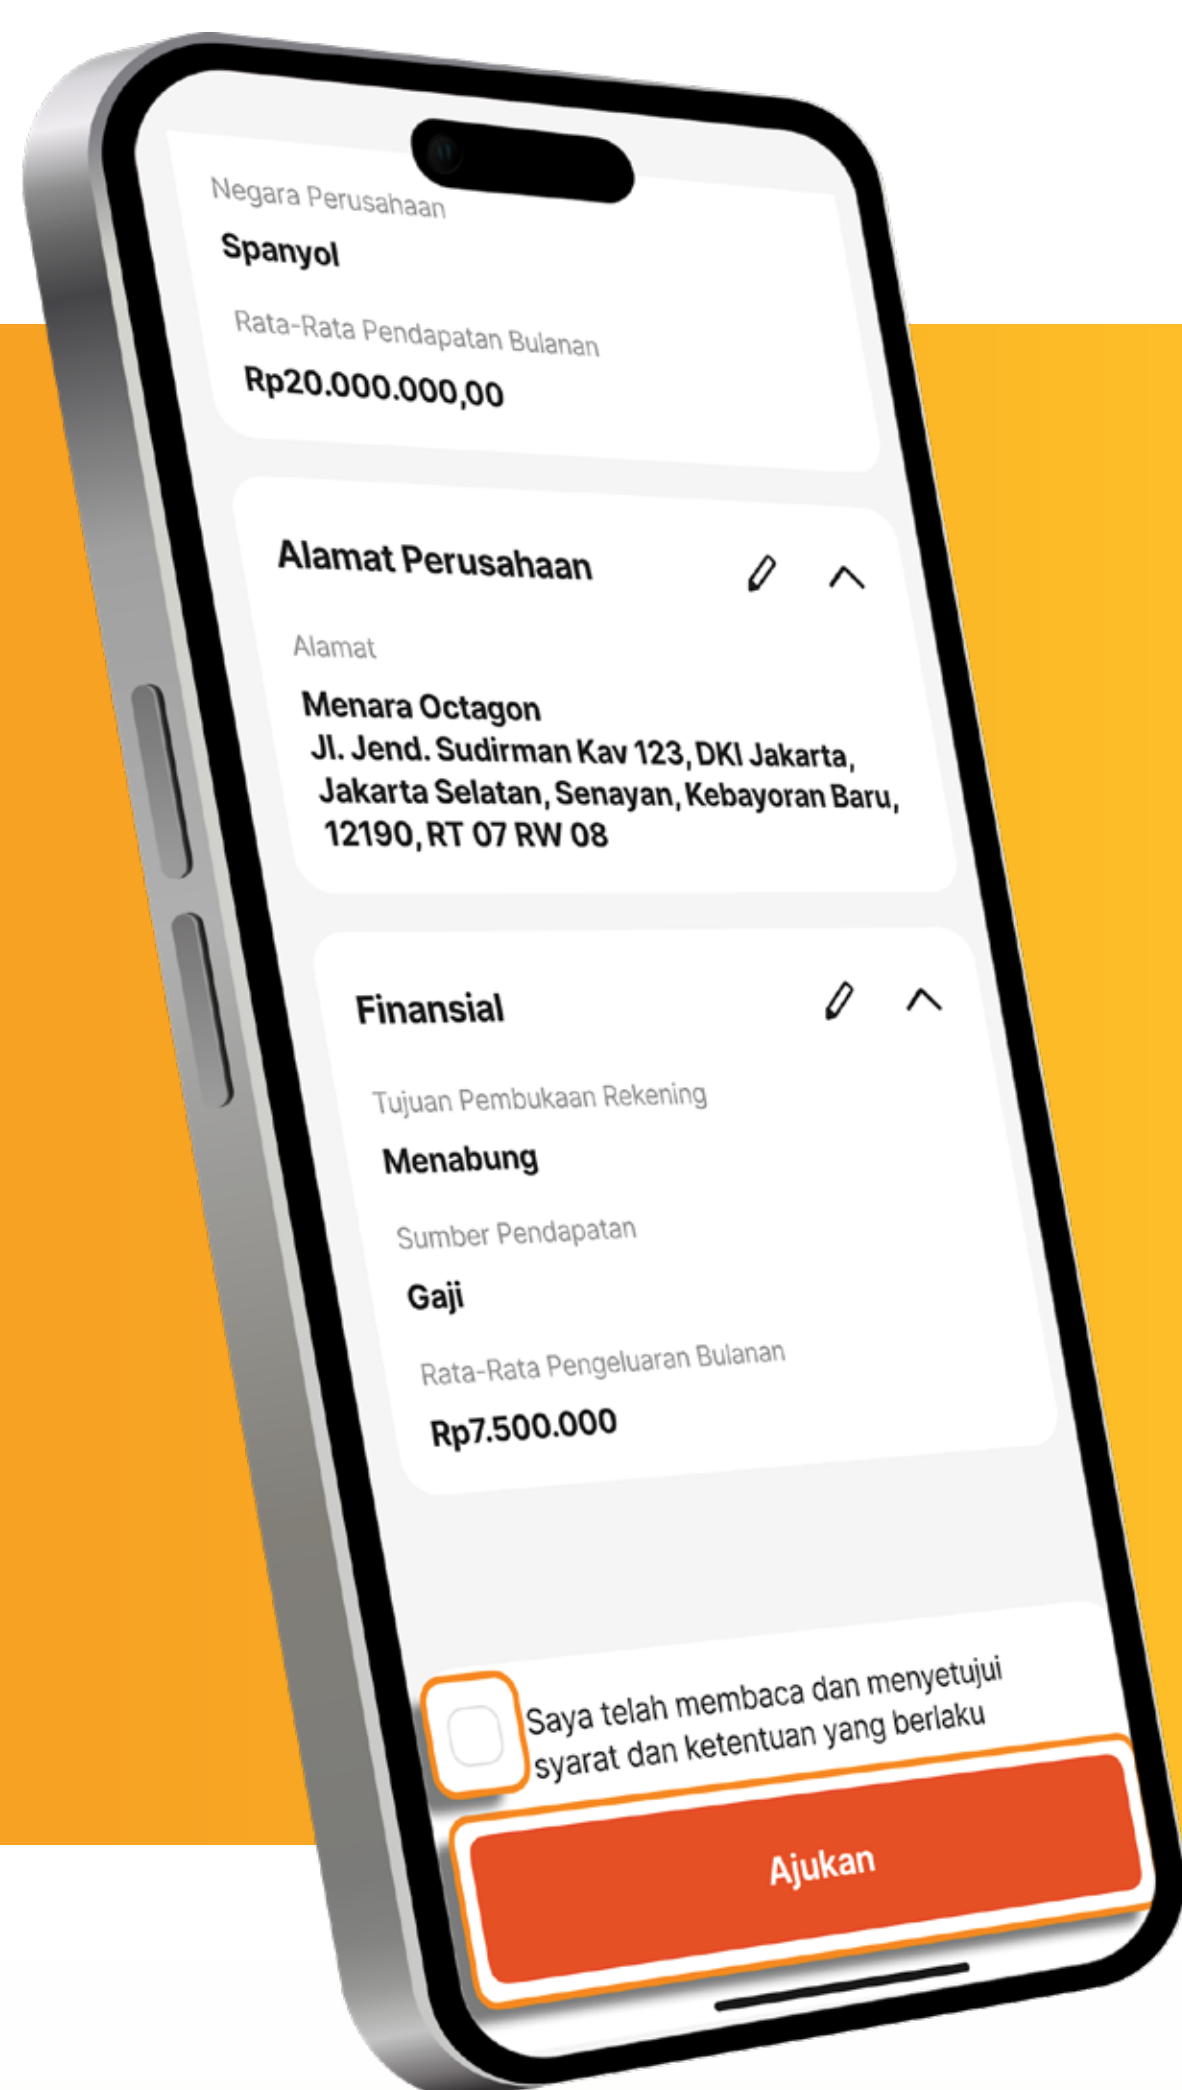 Negara Perusahaan
Spanyol
Rata-Rata Pendapatan Bulanan
Rp20.000.000,00
Alamat Perusahaan
Alamat
Menara Octagon
Jl. Jend. Sudirman Kav 123, DKI Jakarta,
Jakarta Selatan, Senayan, Kebayoran Baru,
12190, RT 07 RW 08
Finansial
Tujuan Pembukaan Rekening
Menabung
Sumber Pendapatan
Gaji
Rata-Rata Pengeluaran Bulanan
Rp7.500.000
Saya telah membaca dan menyetujui
syarat dan ketentuan yang berlaku
Ajukan